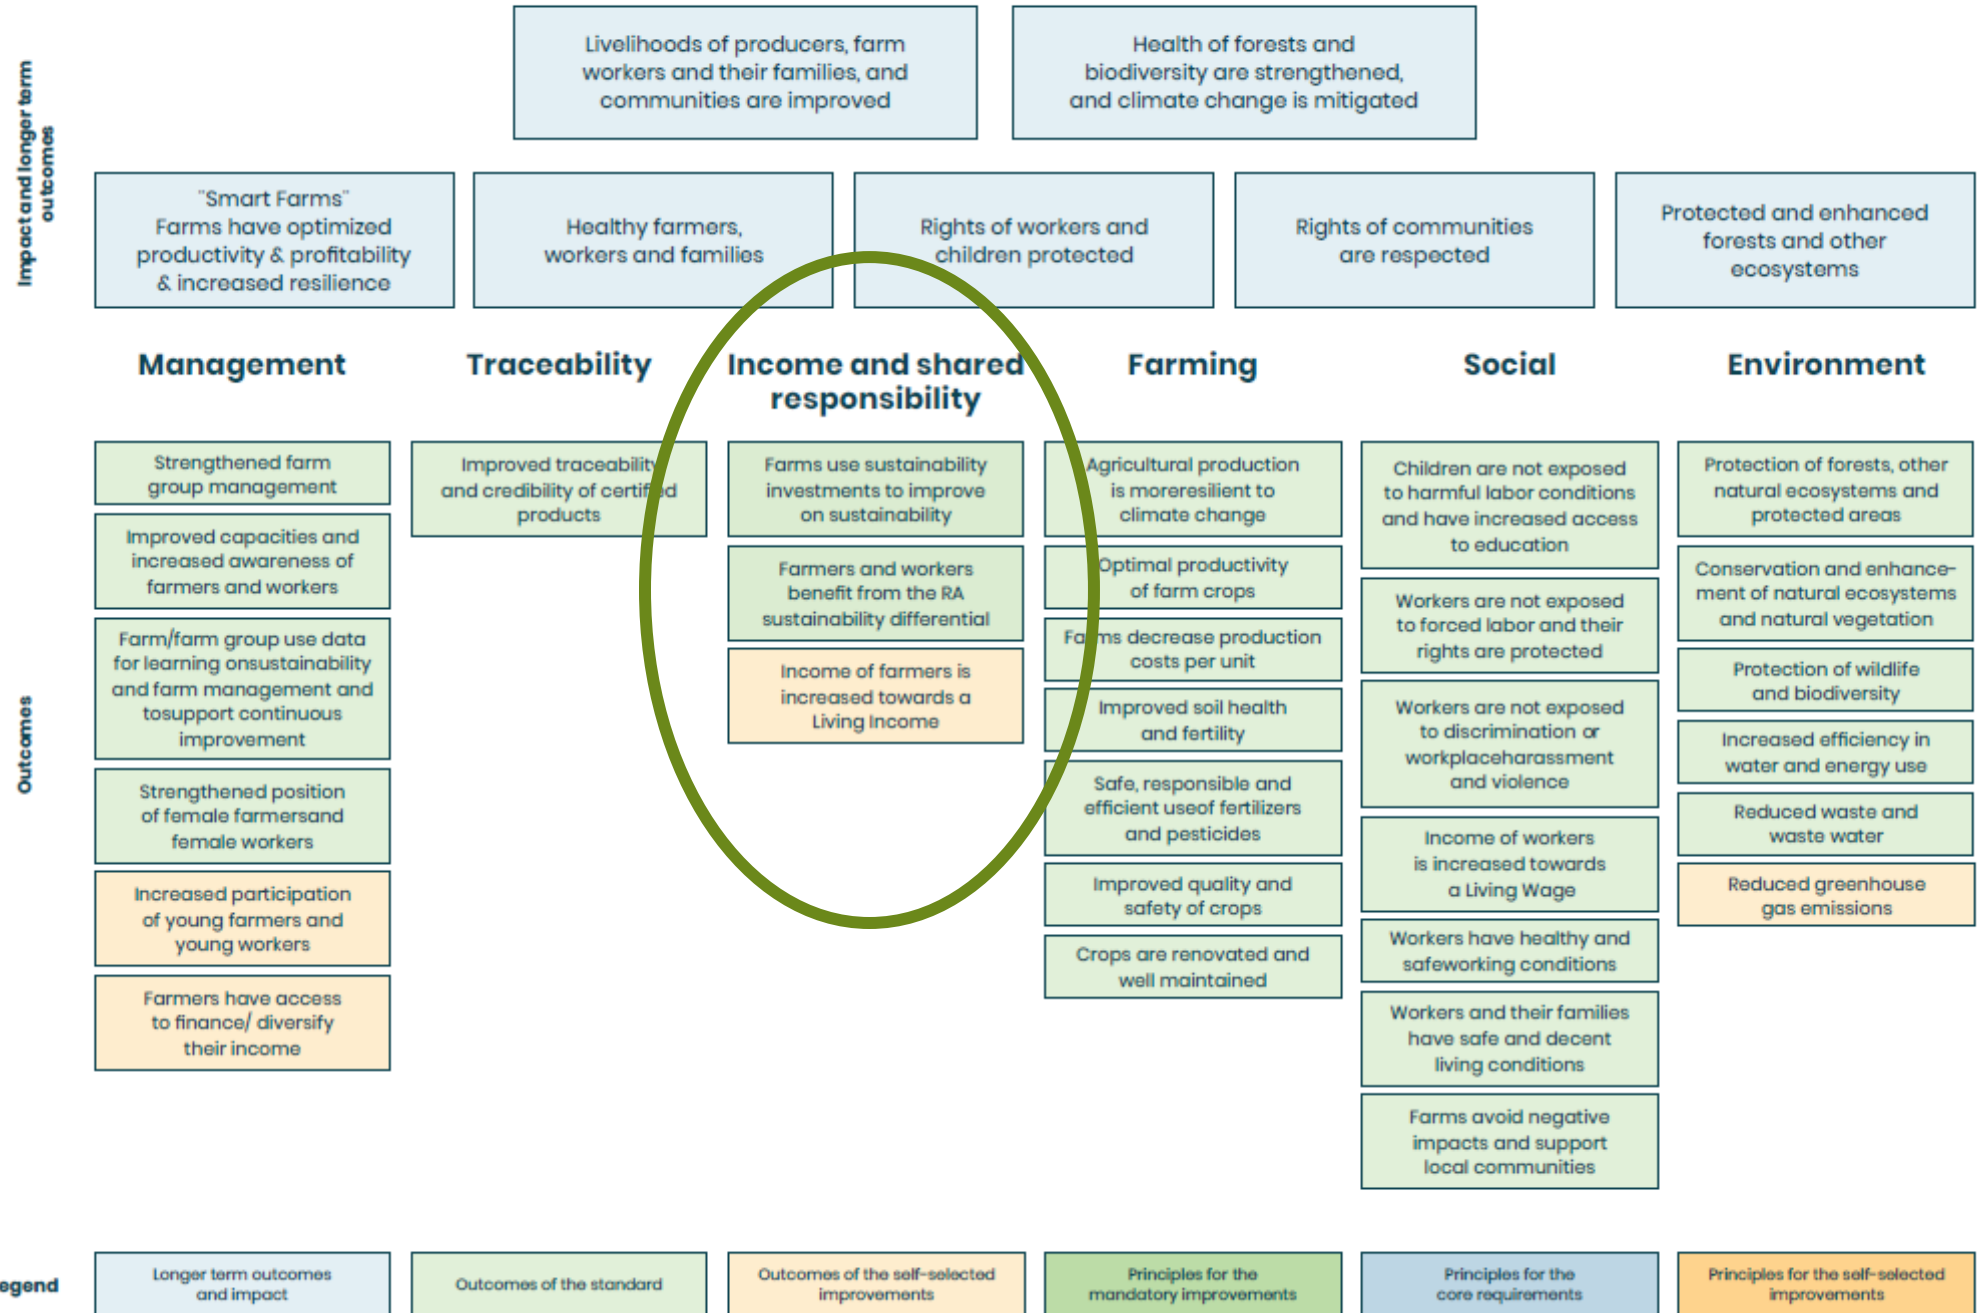 Impact and longer term
outcomes
Livelihoods of producers, farm
workers and their families, and
communities are improved
Health of forests and
biodiversity are strengthened,
and climate change is mitigated
"Smart Farms"
Farms have optimized
productivity & profitability
& increased resilience
Healthy farmers,
workers and families
Rights of workers and
children protected
Rights of communities
are respected
Protected and enhanced
forests and other
ecosystems
Outcomes
Management
Strengthened farm
group management
Improved capacities and
increased awareness of
farmers and workers
Farm/farm group use data
for learning onsustainability
and farm management and
tosupport continuous
improvement
Strengthened position
of female farmersand
female workers
Increased participation
of young farmers and
young workers
Farmers have access
to finance/ diversify
their income
Traceability
Improved traceability
and credibility of certified
products
Income and shared
responsibility
Farms use sustainability
investments to improve
on sustainability
Farmers and workers
benefit from the RA
sustainability differential
Income of farmers is
increased towards a
Living Income
Farming
Agricultural production
is moreresilient to
climate change
Optimal productivity
of farm crops
Farms decrease production
costs per unit
Improved soil health
and fertility
Safe, responsible and
efficient useof fertilizers
and pesticides
Improved quality and
safety of crops
Crops are renovated and
well maintained
Social
Children are not exposed
to harmful labor conditions
and have increased access
to education
Workers are not exposed
to forced labor and their
rights are protected
Workers are not exposed
to discrimination or
workplaceharassment
and violence
Income of workers
is increased towards
a Living Wage
Workers have healthy and
safeworking conditions
Workers and their families
have safe and decent
living conditions
Farms avoid negative
impacts and support
local communities
Environment
Protection of forests, other
natural ecosystems and
protected areas
Conservation and enhance-
ment of natural ecosystems
and natural vegetation
Protection of wildlife
and biodiversity
Increased efficiency in
water and energy use
Reduced waste and
waste water
Reduced greenhouse
gas emissions
egend
Longer term outcomes
and impact
Outcomes of the standard
Outcomes of the self-selected
improvements
Principles for the
mandatory improvements
Principles for the
core requirements
Principles for the self-selected
improvements